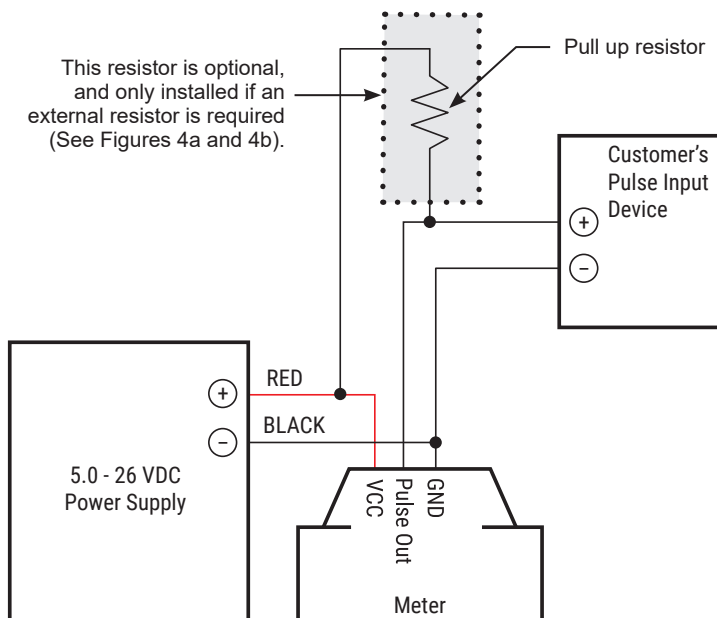 Pull up resistor
This resistor is optional,
and only installed if an
external resistor is required
(See Figures 4a and 4b).
Customer’s
Pulse Input
Device
+
−
RED
+
BLACK
−
5.0 - 26 VDC
Power Supply
VCC
Pulse Out
GND
Meter